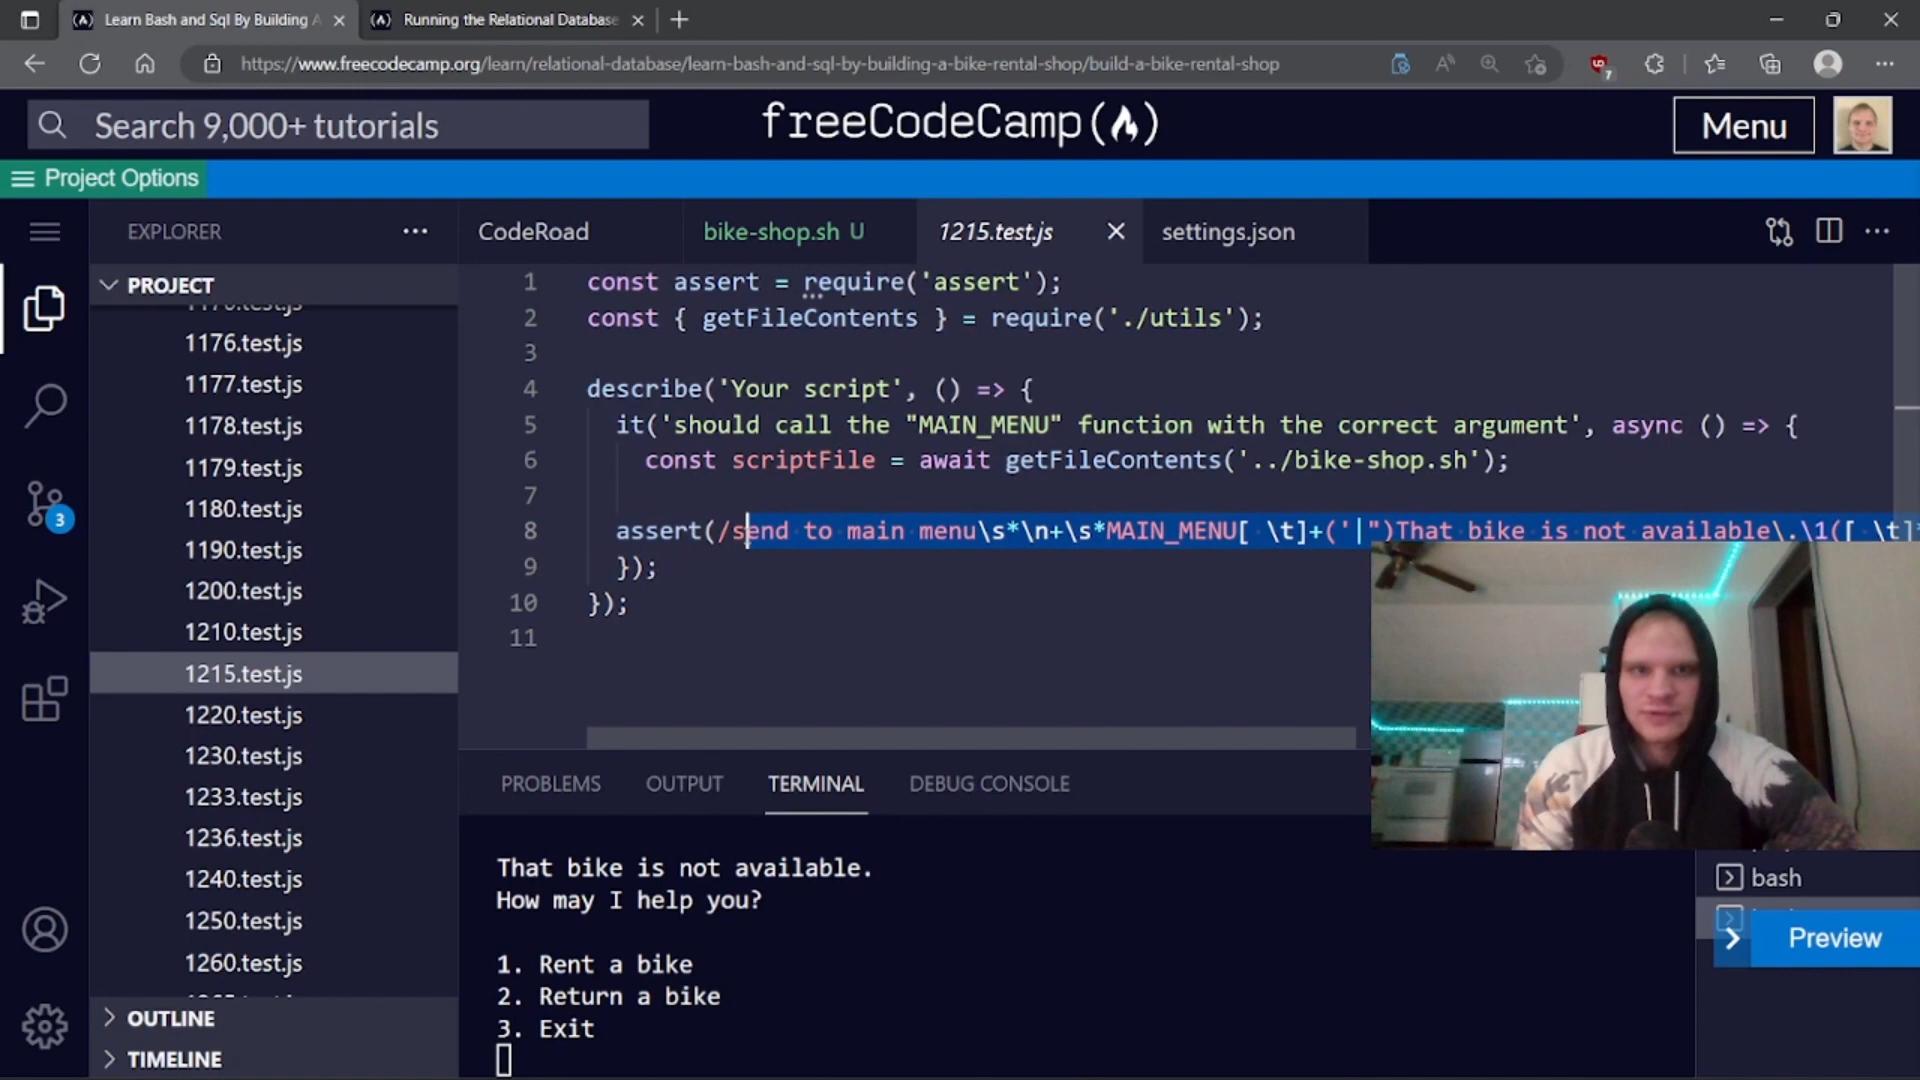 Learn Bash and Sql By Building A
Running the Relational Database
https://www.freecodecamp.org/learn/relational-database/learn-bash-and-sql-by-building-a-bike-rental-shop/build-a-bike-rental-shop
7
Search 9,000+ tutorials
freeCodeCamp(
)
Menu
Project Options
EXPLORER
CodeRoad
bike-shop.sh U
1215.test.js
settings.json
PROJECT
1176.test.js
1177.test.js
1178.test.js
1179.test.js
1180.test.js
1190.test.js
1200.test.js
1210.test.js
1215.test.js
1220.test.js
1230.test.js
1233.test.js
1236.test.js
1240.test.js
1250.test.js
1260.test.js
OUTLINE
TIMELINE
3
1 const assert = require('assert');
2 const { getFileContents } = require('./utils');
3
4 describe('Your script', () => {
5 it('should call the "MAIN_MENU" function with the correct argument', async () => {
6 const scriptFile = await getFileContents('../bike-shop.sh');
7
8 assert(/send to main menu\s*\n+\s*MAIN_MENU[ \t]+('|")That bike is not available\.\1([ \t]*
9 });
10 });
11
PROBLEMS
OUTPUT
TERMINAL
DEBUG CONSOLE
That bike is not available.
How may I help you?
1. Rent a bike
2. Return a bike
3. Exit
bash
Preview